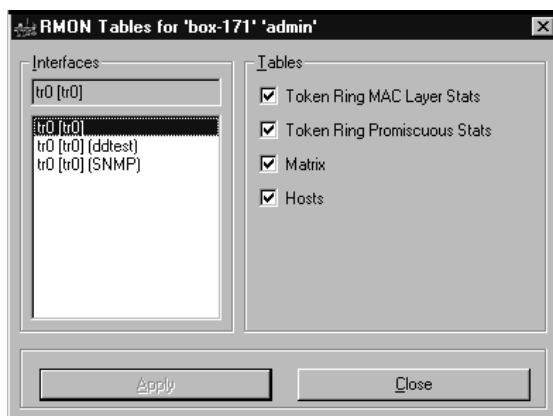 RMON Tables for 'box-171' 'admin'
Interfaces
tr0 [tr0]
tr0 [tr0]
tr0 [tr0] (ddtest)
tr0 [tr0] (SNMP)
Tables
Token Ring MAC Layer Stats
Token Ring Promiscuous Stats
Matrix
Hosts
Apply
Close